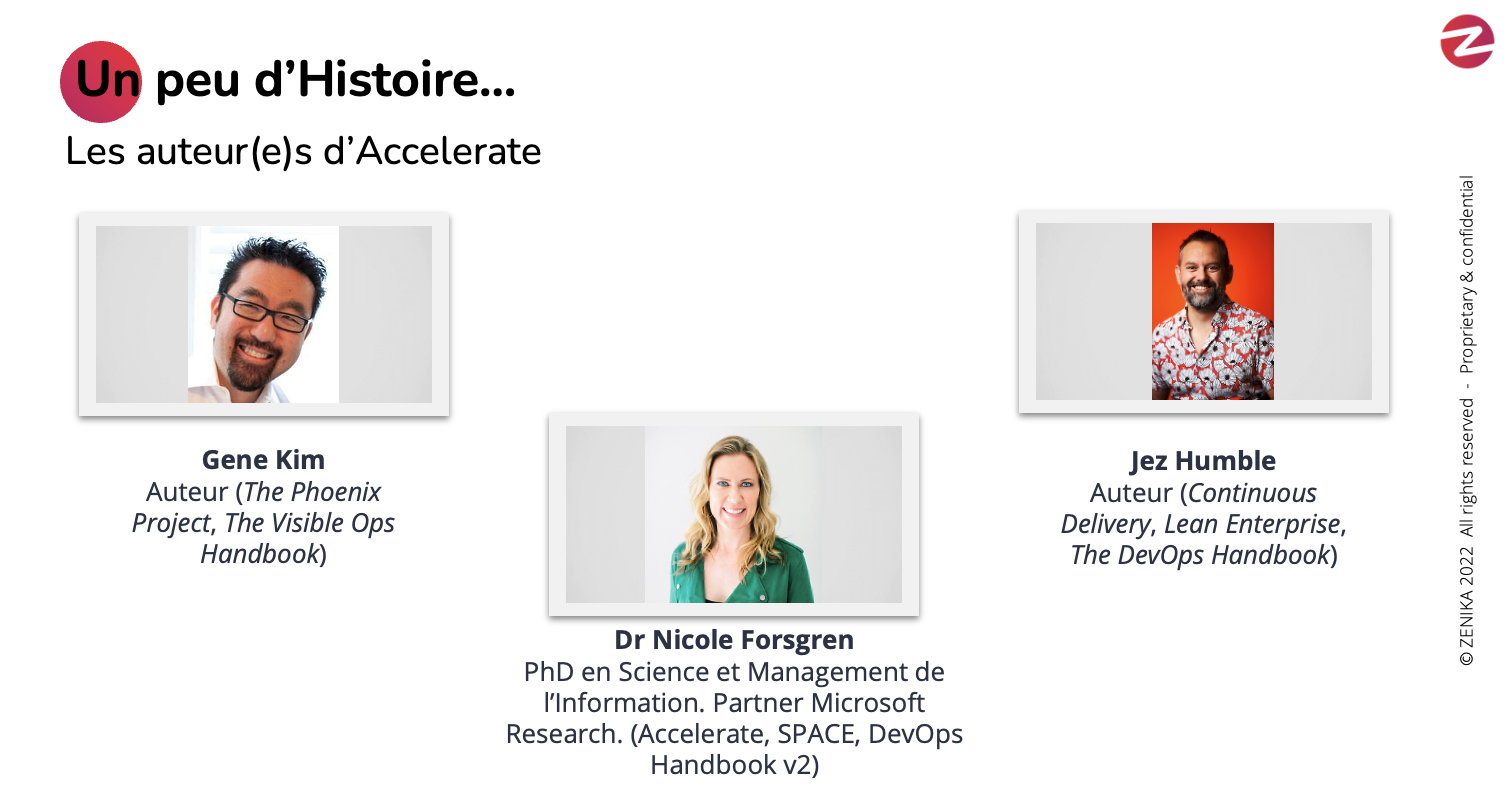 Un peu d’Histoire...
Les auteur(e)s d’Accelerate
Gene Kim
Auteur (The Phoenix
Project, The Visible Ops
Handbook)
Dr Nicole Forsgren
PhD en Science et Management de
l’Information. Partner Microsoft
Research. (Accelerate, SPACE, DevOps
Handbook v2)
Jez Humble
Auteur (Continuous
Delivery, Lean Enterprise,
The DevOps Handbook)
© ZENIKA 2022 All rights reserved - Proprietary & confidential